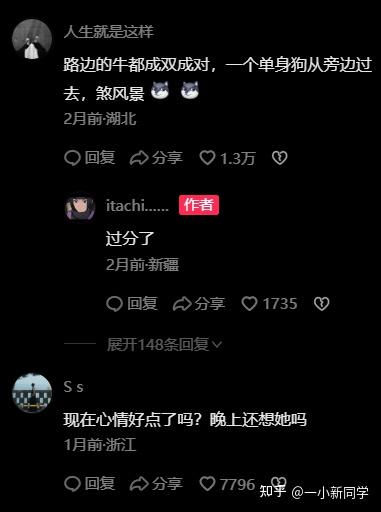 人生就是这样
路边的牛都成双成对，一个单身狗从旁边过
去，煞风景
2月前·湖北
回复 分享 1.3万
itachi...... 作者
过分了
2月前·新疆
回复 分享 1735
展开148条回复
S s
现在心情好点了吗？晚上还想她吗
1月前·浙江
回复 分享 7796
知乎 @一小新同学